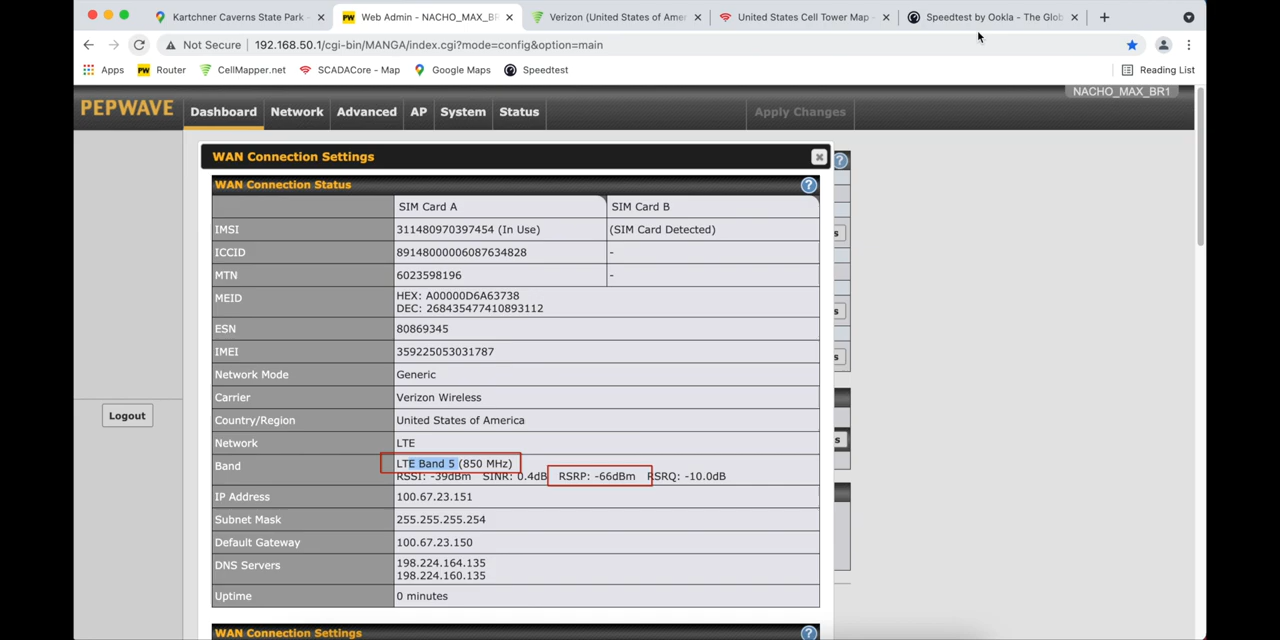 Kartchner Caverns State Park - 
Web Admin - NACHO_MAX_BR
Verizon (United States of Amer
United States Cell Tower Map -
Speedtest by Ookla - The Glob
Not Secure 192.168.50.1/cgi-bin/MANGA/index.cgi?mode=config&option=main
Apps
Router
CellMapper.net
SCADACore - Map
Google Maps
Speedtest
Reading List
NACHO_MAX_BR1
PEPWAVE
Dashboard
Network
Advanced
AP
System
Status
Apply Changes
Logout
WAN Connection Settings
WAN Connection Status
SIM Card A SIM Card B
IMSI 311480970397454 (In Use) (SIM Card Detected)
ICCID 89148000006087634828 -
MTN 6023598196 -
MEID HEX: A00000D6A63738
DEC: 268435477410893112
ESN 80869345
IMEI 359225053031787
Network Mode Generic
Carrier Verizon Wireless
Country/Region United States of America
Network LTE
Band LTE Band 5 (850 MHz)
RSSI: -39dBm SINR: 0.4dB RSRP: -66dBm RSRQ: -10.0dB
IP Address 100.67.23.151
Subnet Mask 255.255.255.254
Default Gateway 100.67.23.150
DNS Servers 198.224.164.135
198.224.160.135
Uptime 0 minutes
WAN Connection Settings